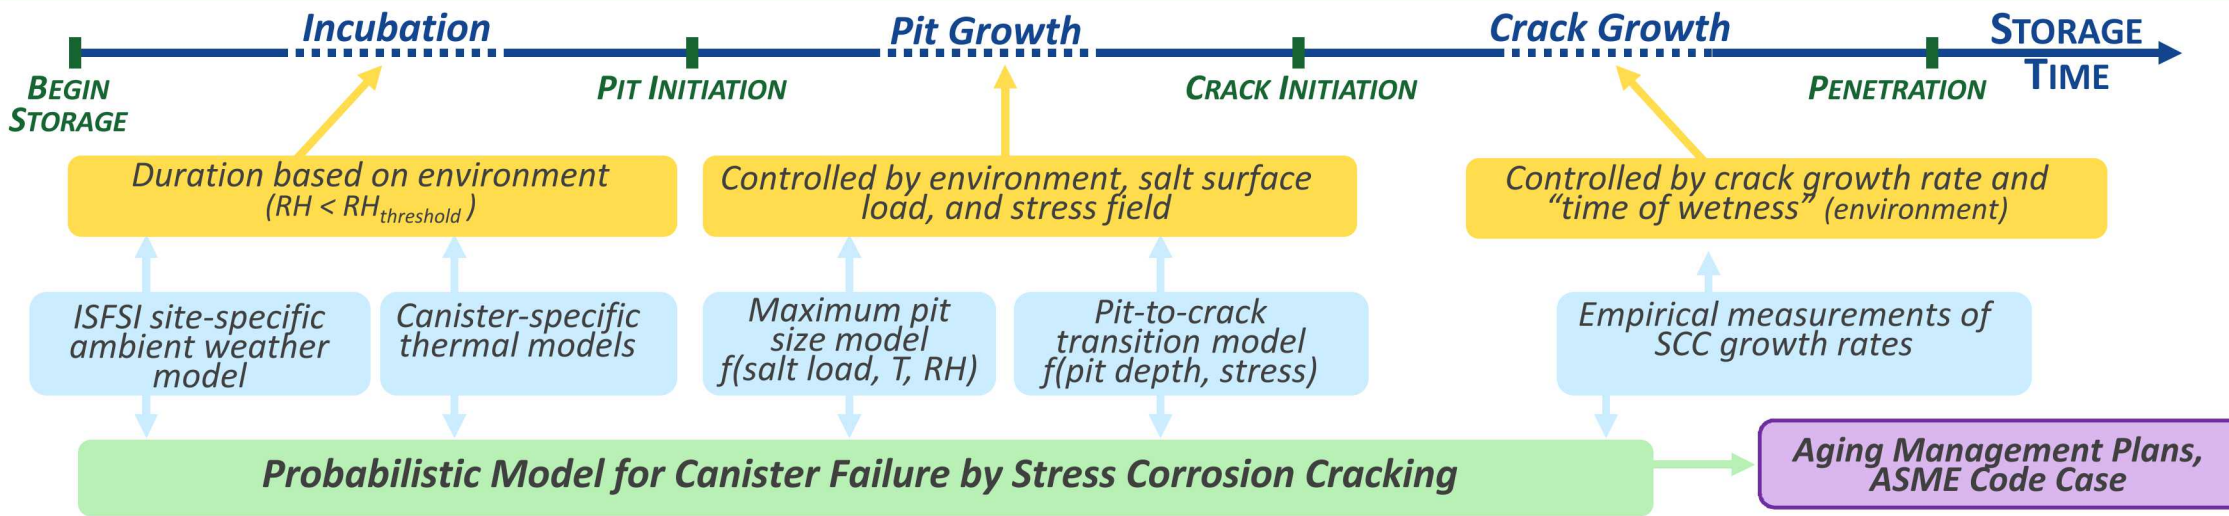 Incubation
Pit Growth
Crack Growth
STORAGE
TIME
BEGIN
STORAGE
PIT INITIATION
CRACK INITIATION
PENETRATION
Duration based on environment
(RH < RHthreshold )
Controlled by environment, salt surface
load, and stress field
Controlled by crack growth rate and
“time of wetness” (environment)
ISFSI site-specific
ambient weather
model
Canister-specific
thermal models
Maximum pit
size model
f(salt load, T, RH)
Pit-to-crack
transition model
f(pit depth, stress)
Empirical measurements of
SCC growth rates
Probabilistic Model for Canister Failure by Stress Corrosion Cracking
Aging Management Plans,
ASME Code Case